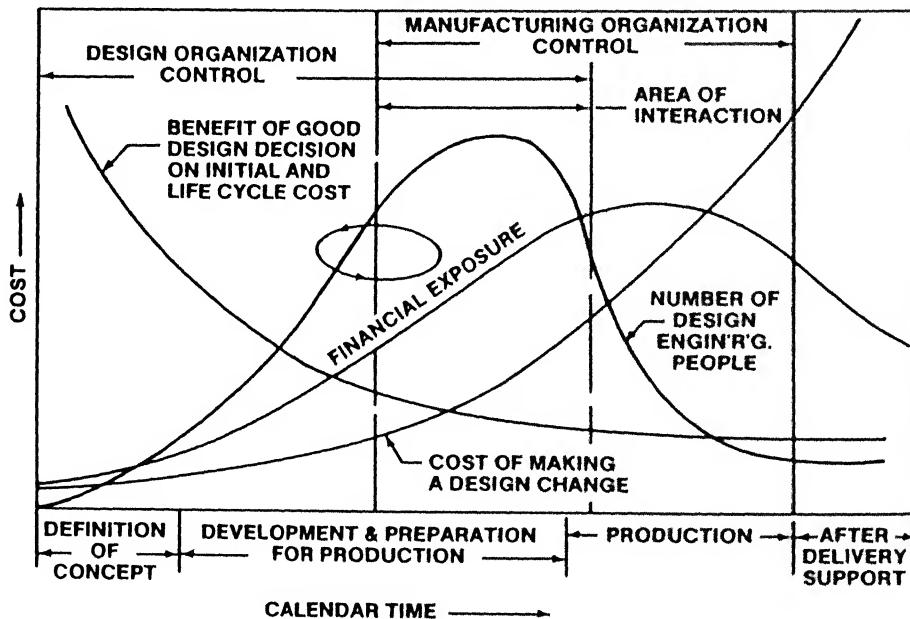 MANUFACTURING ORGANIZATION
CONTROL
DESIGN ORGANIZATION
CONTROL
AREA OF
INTERACTION
BENEFIT OF GOOD
DESIGN DECISION
ON INITIAL AND
LIFE CYCLE COST
COST
FINANCIAL EXPOSURE
NUMBER OF
DESIGN
ENGIN'R'G.
PEOPLE
COST OF MAKING
A DESIGN CHANGE
DEFINITION
OF
CONCEPT
DEVELOPMENT & PREPARATION
FOR PRODUCTION
PRODUCTION
AFTER
DELIVERY
SUPPORT
CALENDAR TIME